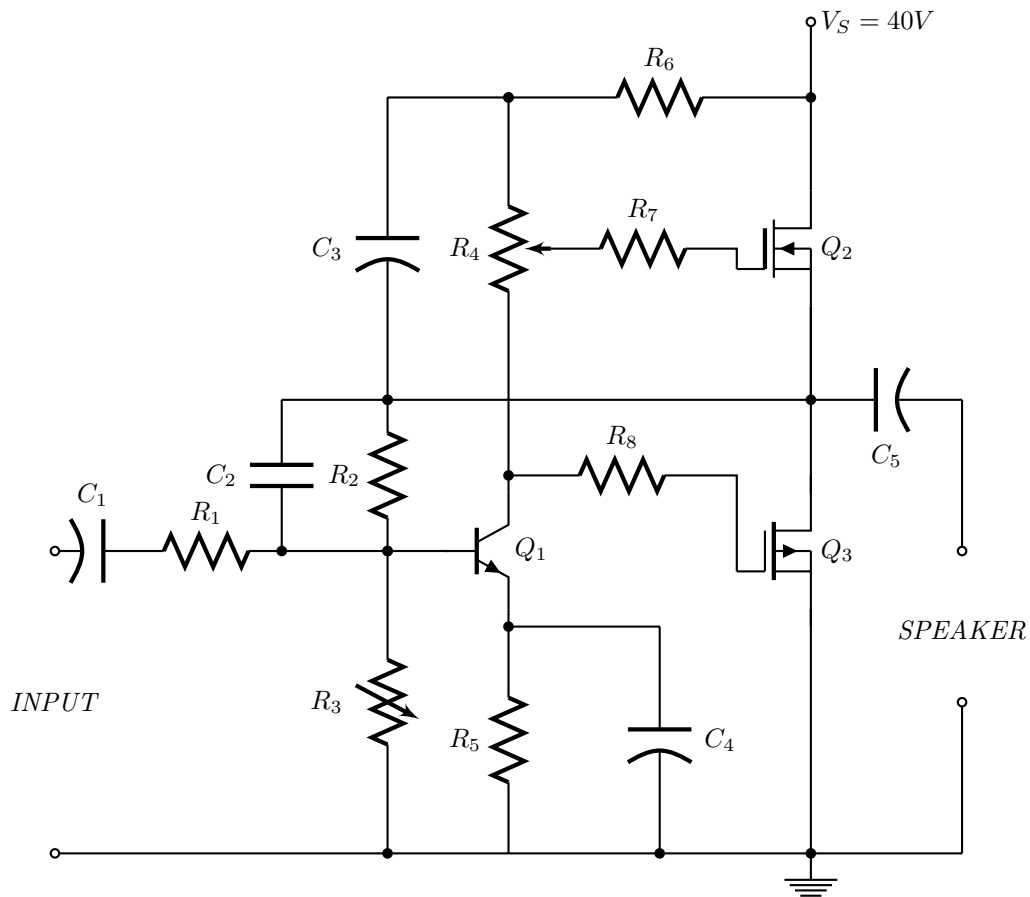 V_S = 40V
R_6
R_7
C_3
R_4
Q_2
R_8
C_5
C_2
R_2
C_1
R_1
Q_1
Q_3
SPEAKER
INPUT
R_3
R_5
C_4